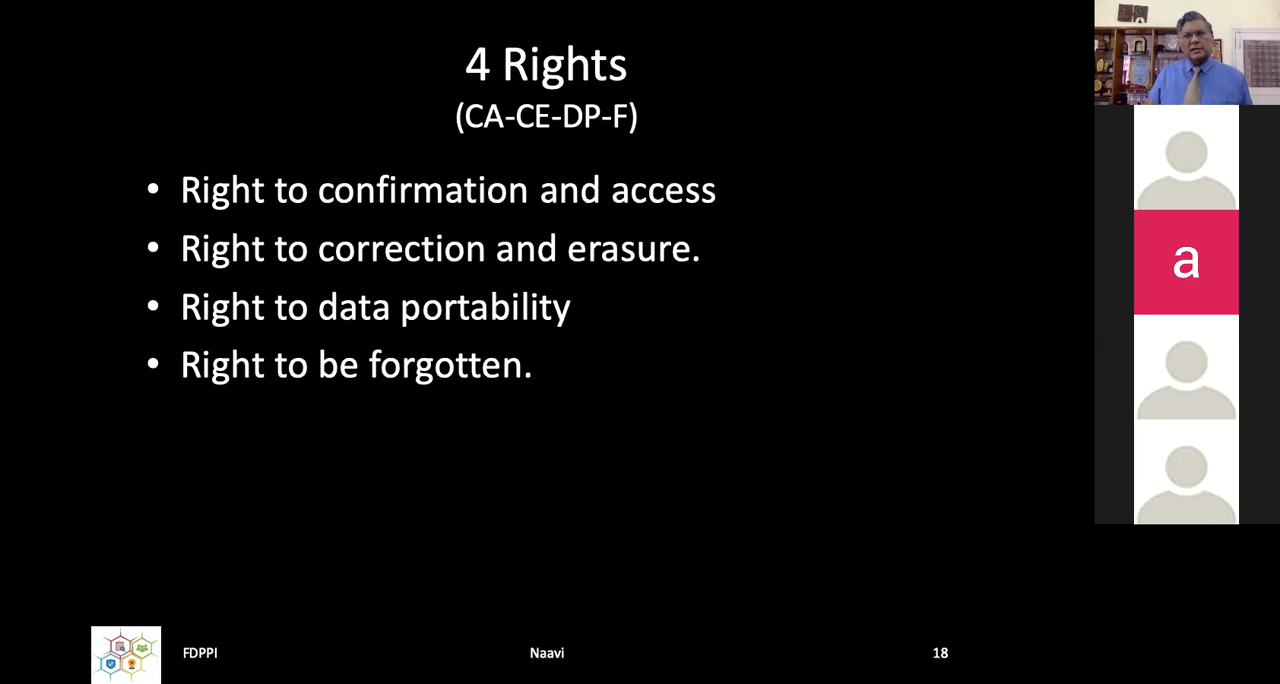 4 Rights
(CA-CE-DP-F)
• Right to confirmation and access
• Right to correction and erasure.
• Right to data portability
• Right to be forgotten.
a
FDPPI
Naavi
18